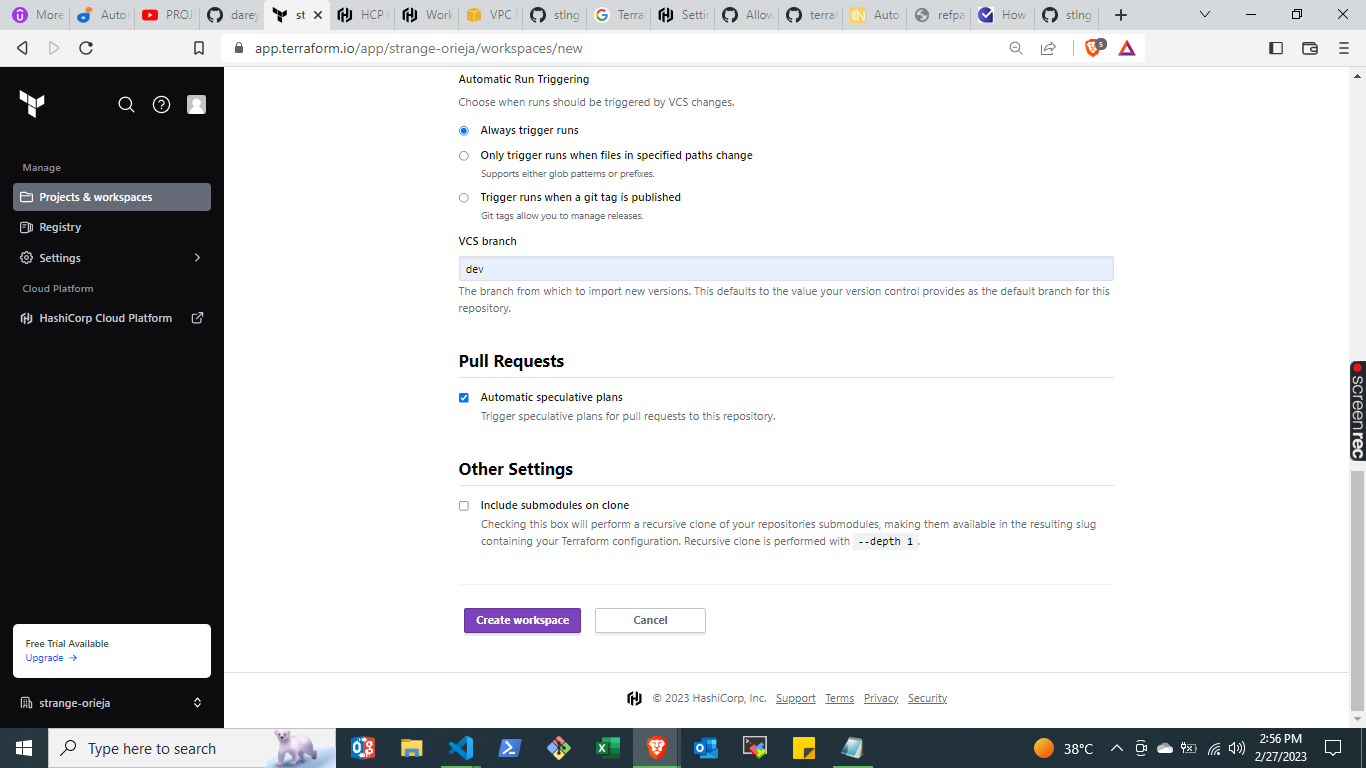 More
Auto
PROJ
darey
st
HCP
Work
VPC
stlng
Terra
Settin
Allow
terraf
Auto
refpa
How
stlng
app.terraform.io/app/strange-orieja/workspaces/new
5
Manage
Projects & workspaces
Registry
Settings
Cloud Platform
HashiCorp Cloud Platform
Free Trial Available
Upgrade →
strange-orieja
Automatic Run Triggering
Choose when runs should be triggered by VCS changes.
Always trigger runs
Only trigger runs when files in specified paths change
Supports either glob patterns or prefixes.
Trigger runs when a git tag is published
Git tags allow you to manage releases.
VCS branch
dev
The branch from which to import new versions. This defaults to the value your version control provides as the default branch for this
repository.
Pull Requests
Automatic speculative plans
Trigger speculative plans for pull requests to this repository.
Other Settings
Include submodules on clone
Checking this box will perform a recursive clone of your repositories submodules, making them available in the resulting slug
containing your Terraform configuration. Recursive clone is performed with --depth 1 .
Create workspace
Cancel
© 2023 HashiCorp, Inc. Support Terms Privacy Security
screenrec
Type here to search
38°C
2:56 PM
2/27/2023